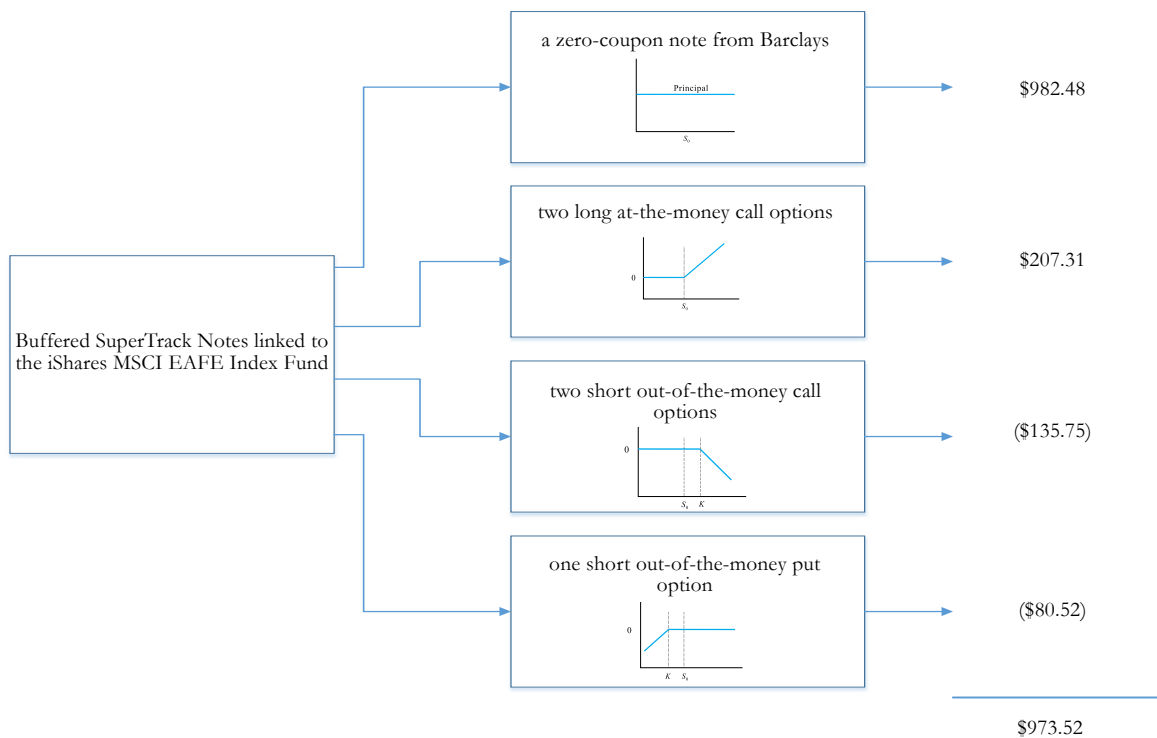 a zero-coupon note from Barclays
Principal
S₀
$982.48
two long at-the-money call options
0
S₀
$207.31
Buffered SuperTrack Notes linked to
the iShares MSCI EAFE Index Fund
two short out-of-the-money call
options
0
S₀ K
($135.75)
one short out-of-the-money put
option
0
K S₀
($80.52)
$973.52